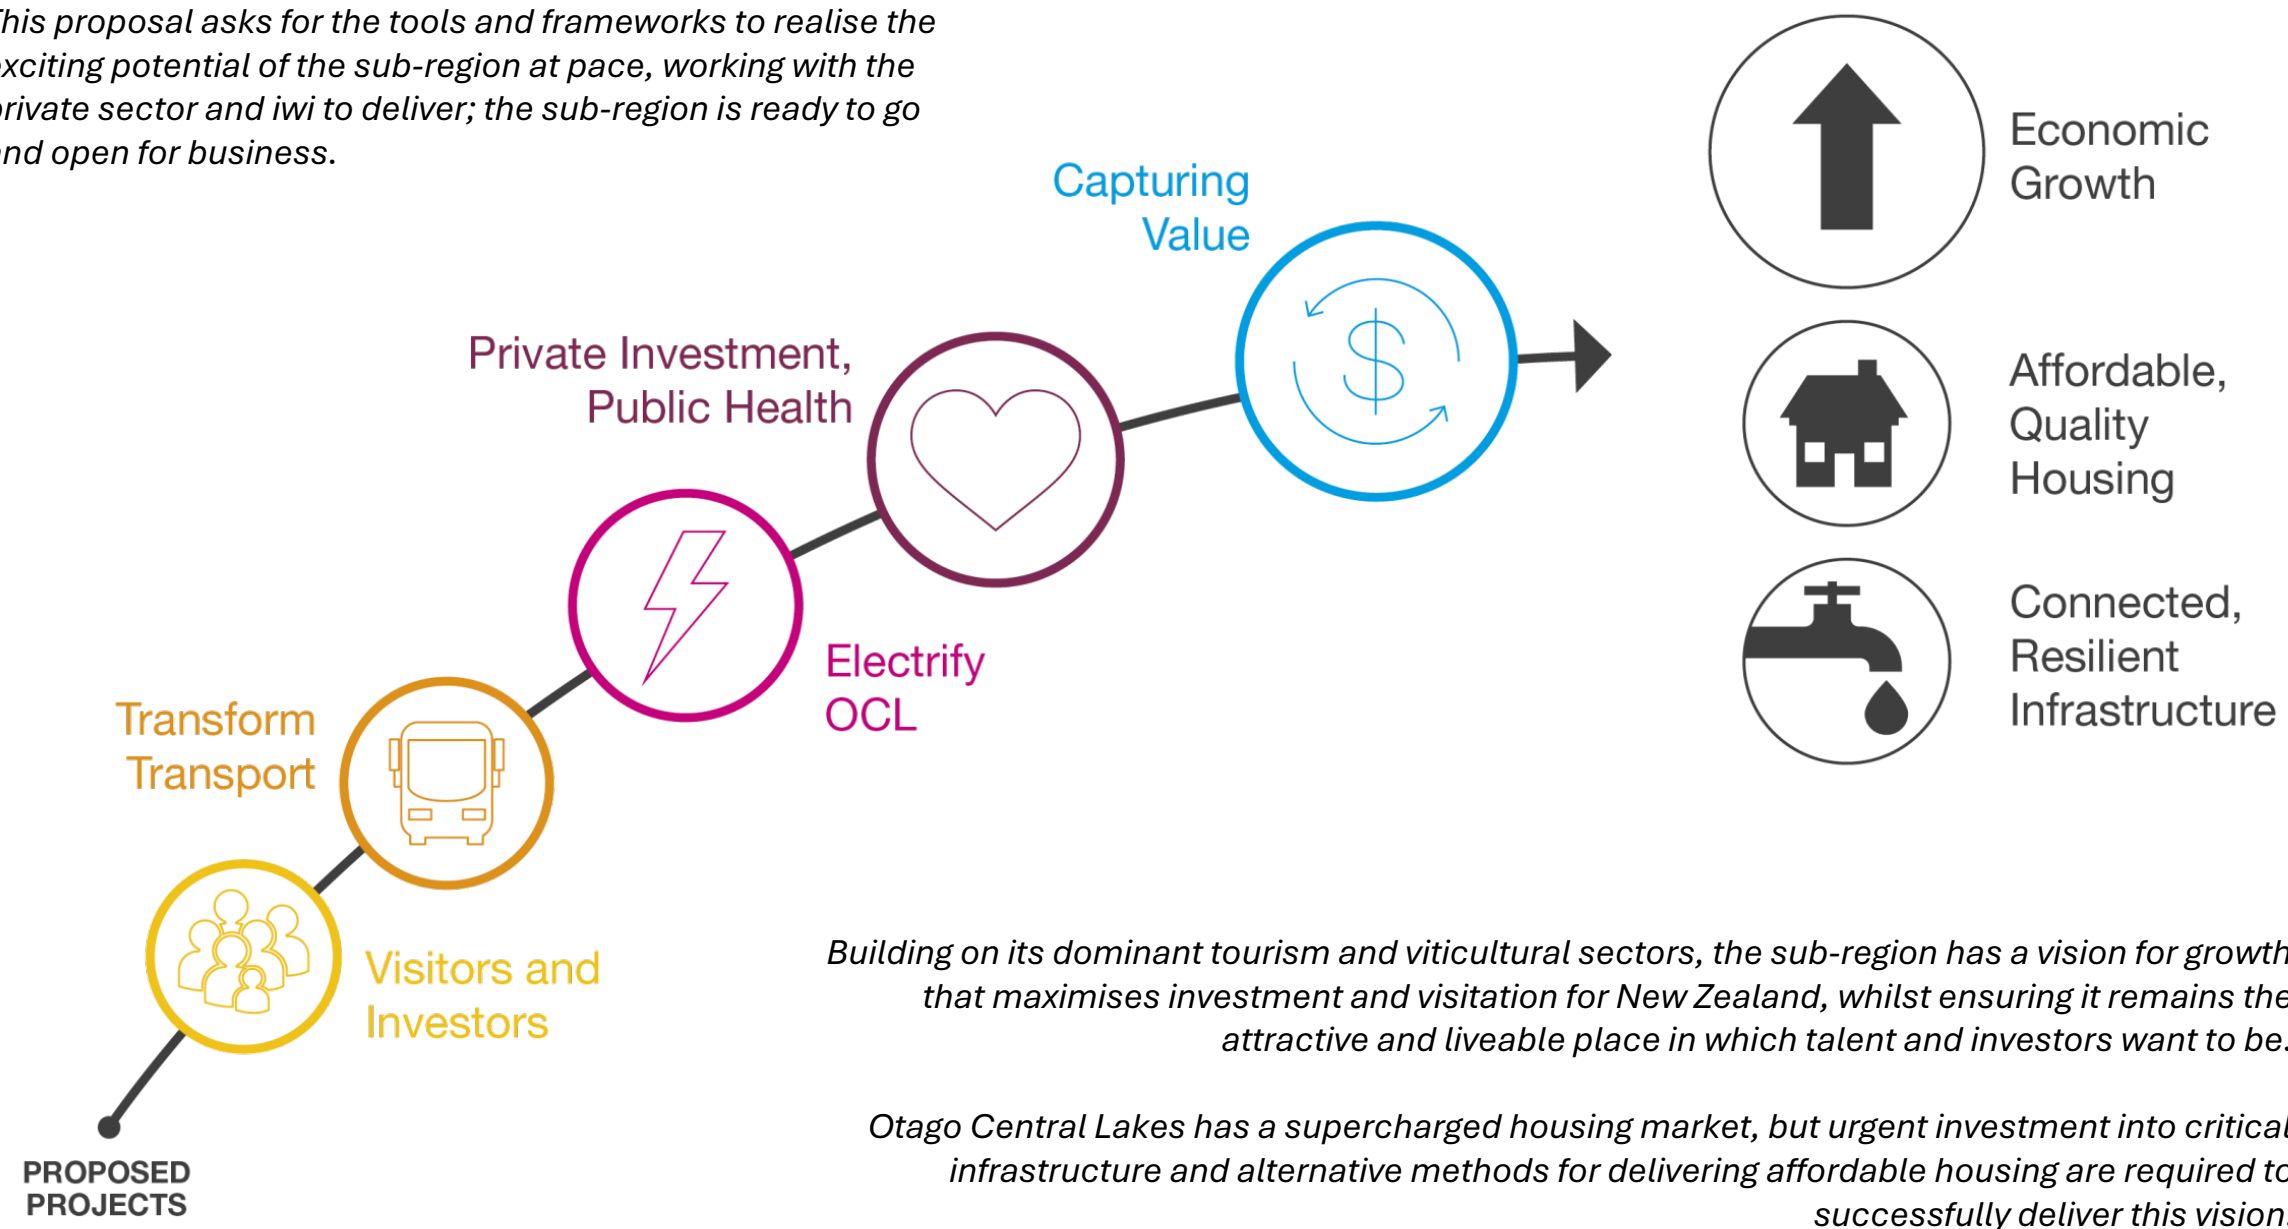 his proposal asks for the tools and frameworks to realise the
exciting potential of the sub-region at pace, working with the
private sector and iwi to deliver; the sub-region is ready to go
and open for business.
Capturing
Value
Private Investment,
Public Health
Electrify
OCL
Transform
Transport
Visitors and
Investors
PROPOSED
PROJECTS
Economic
Growth
Affordable,
Quality
Housing
Connected,
Resilient
Infrastructure
Building on its dominant tourism and viticultural sectors, the sub-region has a vision for growth
that maximises investment and visitation for New Zealand, whilst ensuring it remains the
attractive and liveable place in which talent and investors want to be.
Otago Central Lakes has a supercharged housing market, but urgent investment into critical
infrastructure and alternative methods for delivering affordable housing are required to
successfully deliver this vision.